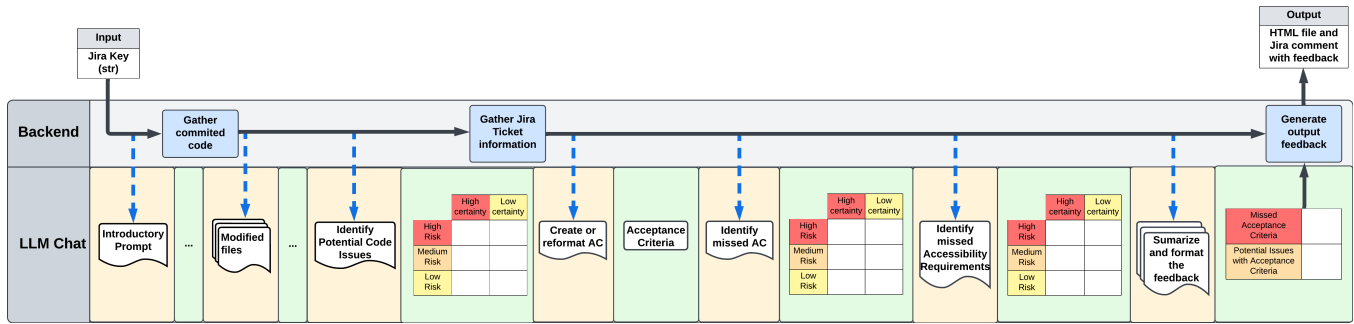 Input
Jira Key
(str)
Output
HTML file and
Jira comment
with feedback
Backend
Gather
commited
code
Gather Jira
Ticket
information
Generate
output
feedback
LLM Chat
Introductory
Prompt
...
Modified
files
...
Identify
Potential Code
Issues
High
certainty
Low
certainty
High
Risk
Medium
Risk
Low
Risk
Create or
reformat AC
Acceptance
Criteria
Identify
missed AC
High
certainty
Low
certainty
High
Risk
Medium
Risk
Low
Risk
Identify
missed
Accessibility
Requirements
High
certainty
Low
certainty
High
Risk
Medium
Risk
Low
Risk
Sumarize
and format
the
feedback
Missed
Acceptance
Criteria
Potential Issues
with Acceptance
Criteria